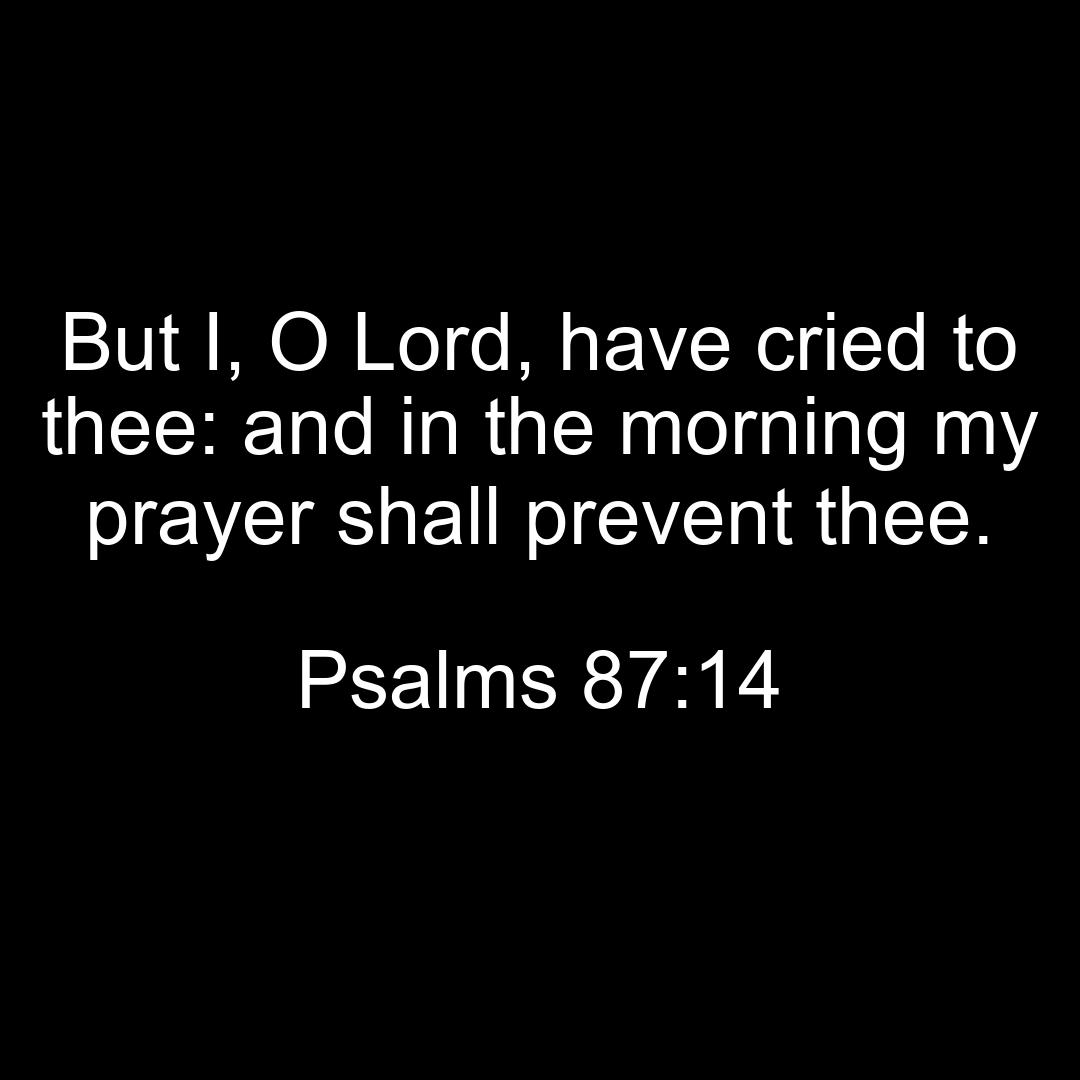 But I, O Lord, have cried to
thee: and in the morning my
prayer shall prevent thee.
Psalms 87:14